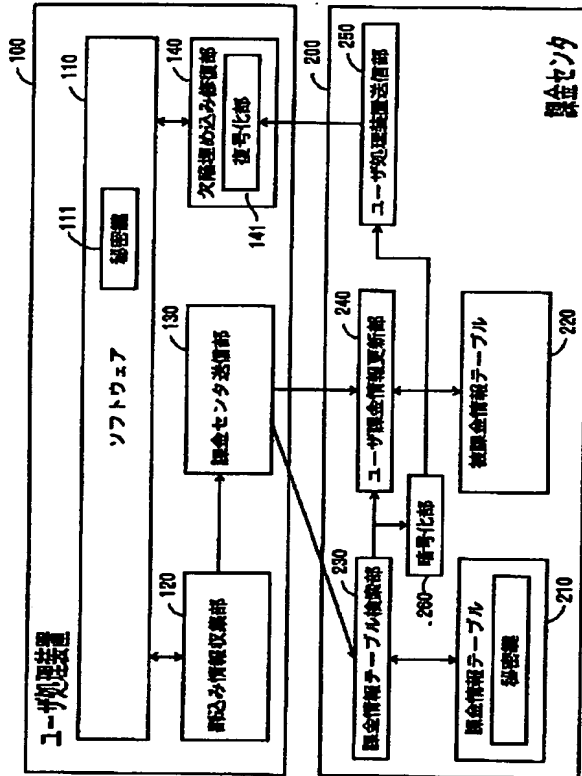 ユーザ処理装置
100
ソフトウェア
110
秘密鍵
111
割込み情報収集部
120
課金センタ送信部
130
欠陥埋め込み修復部
140
復号化部
141
課金センタ
200
課金情報テーブル検索部
230
ユーザ課金情報更新部
240
ユーザ処理装置送信部
250
暗号化部
.260
課金情報テーブル
秘密鍵
210
被課金情報テーブル
220